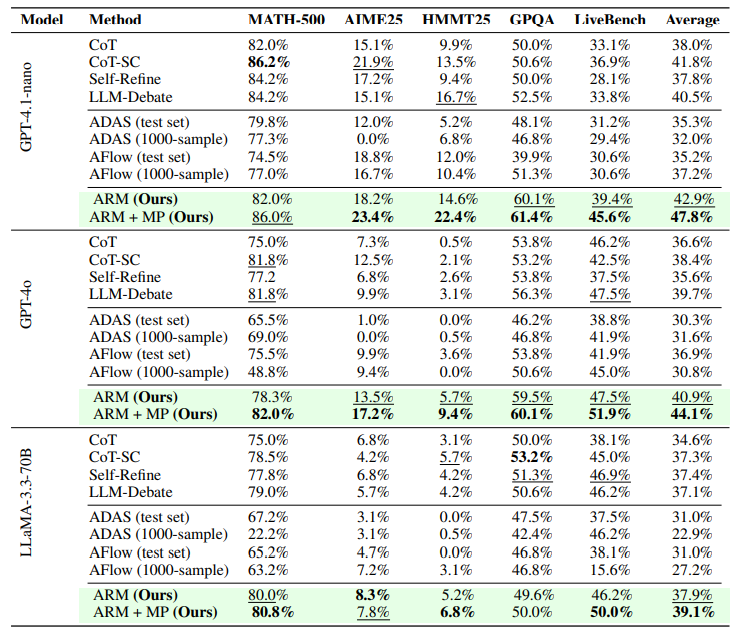 Model Method MATH-500 AIME25 HMMT25 GPQA LiveBench Average
GPT-4.1-nano
CoT 82.0% 15.1% 9.9% 50.0% 33.1% 38.0%
CoT-SC 86.2% 21.9% 13.5% 50.6% 36.9% 41.8%
Self-Refine 84.2% 17.2% 9.4% 50.0% 28.1% 37.8%
LLM-Debate 84.2% 15.1% 16.7% 52.5% 33.8% 40.5%
ADAS (test set) 79.8% 12.0% 5.2% 48.1% 31.2% 35.3%
ADAS (1000-sample) 77.3% 0.0% 6.8% 46.8% 29.4% 32.0%
AFlow (test set) 74.5% 18.8% 12.0% 39.9% 30.6% 35.2%
AFlow (1000-sample) 77.0% 16.7% 10.4% 51.3% 30.6% 37.2%
ARM (Ours) 82.0% 18.2% 14.6% 60.1% 39.4% 42.9%
ARM + MP (Ours) 86.0% 23.4% 22.4% 61.4% 45.6% 47.8%
GPT-4o
CoT 75.0% 7.3% 0.5% 53.8% 46.2% 36.6%
CoT-SC 81.8% 12.5% 2.1% 53.2% 42.5% 38.4%
Self-Refine 77.2 6.8% 2.6% 53.8% 37.5% 35.6%
LLM-Debate 81.8% 9.9% 3.1% 56.3% 47.5% 39.7%
ADAS (test set) 65.5% 1.0% 0.0% 46.2% 38.8% 30.3%
ADAS (1000-sample) 69.0% 0.0% 0.5% 46.8% 41.9% 31.6%
AFlow (test set) 75.5% 9.9% 3.6% 53.8% 41.9% 36.9%
AFlow (1000-sample) 48.8% 9.4% 0.0% 50.6% 45.0% 30.8%
ARM (Ours) 78.3% 13.5% 5.7% 59.5% 47.5% 40.9%
ARM + MP (Ours) 82.0% 17.2% 9.4% 60.1% 51.9% 44.1%
LLaMA-3.3-70B
CoT 75.0% 6.8% 3.1% 50.0% 38.1% 34.6%
CoT-SC 78.5% 4.2% 5.7% 53.2% 45.0% 37.3%
Self-Refine 77.8% 6.8% 4.2% 51.3% 46.9% 37.4%
LLM-Debate 79.0% 5.7% 4.2% 50.6% 46.2% 37.1%
ADAS (test set) 67.2% 3.1% 0.0% 47.5% 37.5% 31.0%
ADAS (1000-sample) 22.2% 3.1% 0.5% 42.4% 46.2% 22.9%
AFlow (test set) 65.2% 4.7% 0.0% 46.8% 38.1% 31.0%
AFlow (1000-sample) 63.2% 7.2% 3.1% 46.8% 15.6% 27.2%
ARM (Ours) 80.0% 8.3% 5.2% 49.6% 46.2% 37.9%
ARM + MP (Ours) 80.8% 7.8% 6.8% 50.0% 50.0% 39.1%